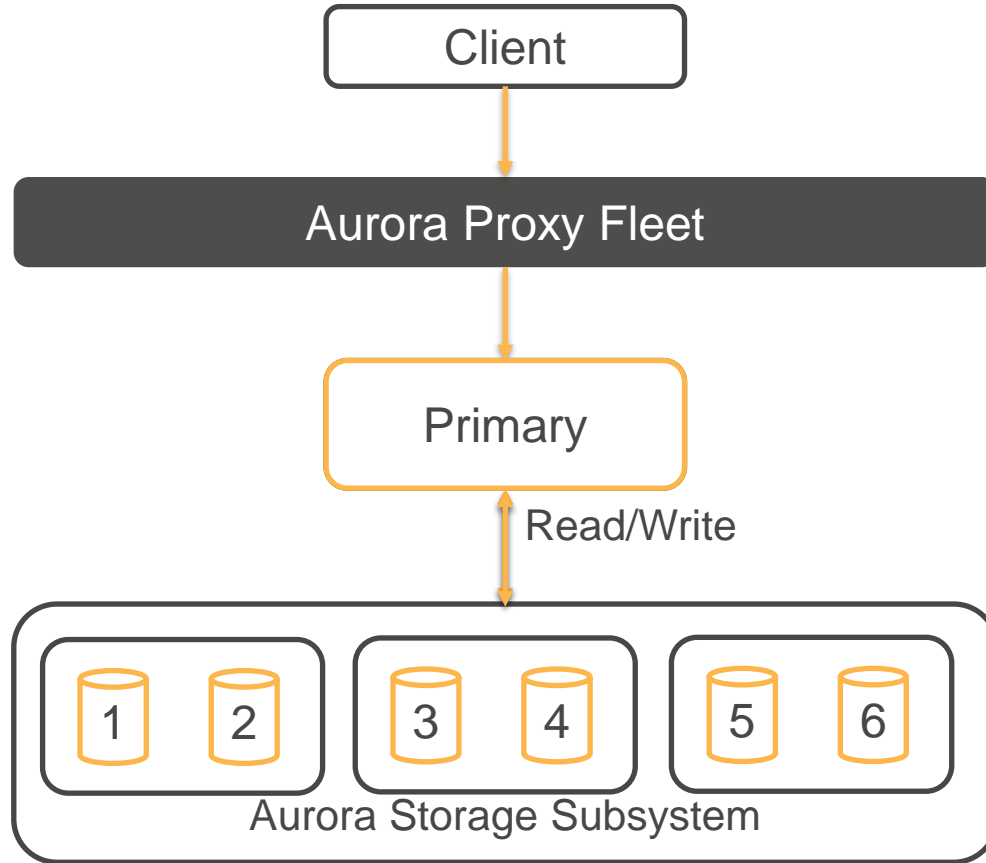 Client
Aurora Proxy Fleet
Primary
Read/Write
1 2 3 4 5 6
Aurora Storage Subsystem